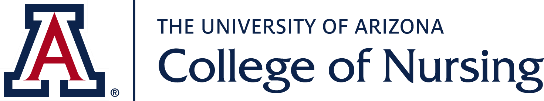 A®
THE UNIVERSITY OF ARIZONA
College of Nursing